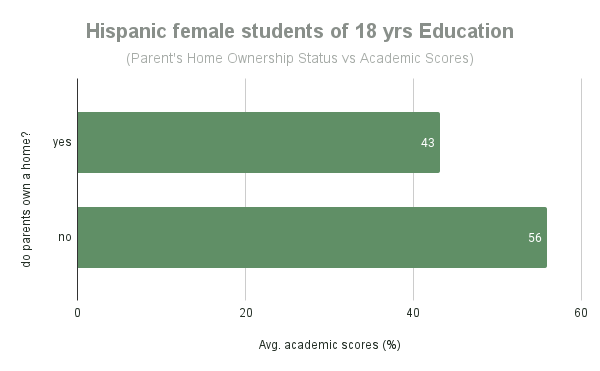 Hispanic female students of 18 yrs Education
(Parent's Home Ownership Status vs Academic Scores)
do parents own a home?
yes
43
no
56
0
20
40
60
Avg. academic scores (%)